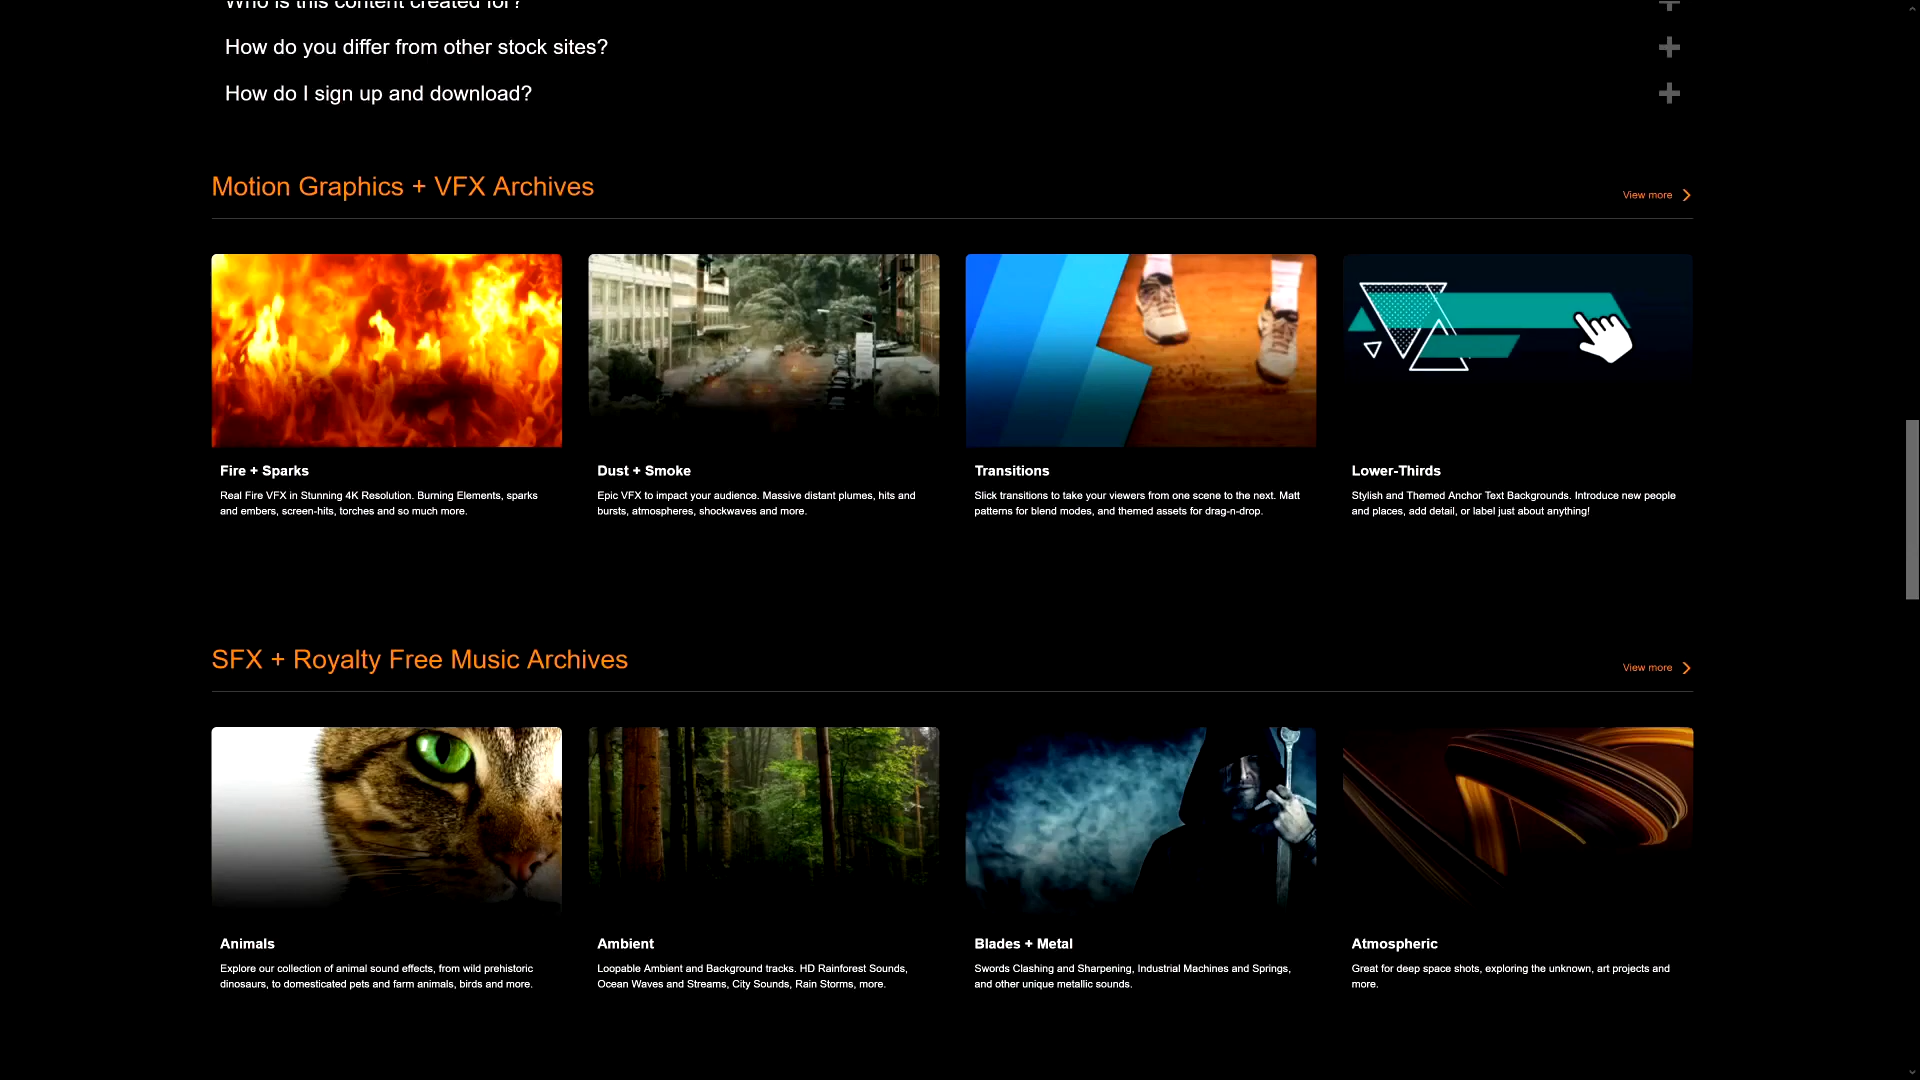 Who is this content created for?
How do you differ from other stock sites?
How do I sign up and download?
Motion Graphics + VFX Archives
View more
Fire + Sparks
Real Fire VFX in Stunning 4K Resolution. Burning Elements, sparks
and embers, screen-hits, torches and so much more.
Dust + Smoke
Epic VFX to impact your audience. Massive distant plumes, hits and
bursts, atmospheres, shockwaves and more.
Transitions
Slick transitions to take your viewers from one scene to the next. Matt
patterns for blend modes, and themed assets for drag-n-drop.
Lower-Thirds
Stylish and Themed Anchor Text Backgrounds. Introduce new people
and places, add detail, or label just about anything!
SFX + Royalty Free Music Archives
View more
Animals
Explore our collection of animal sound effects, from wild prehistoric
dinosaurs, to domesticated pets and farm animals, birds and more.
Ambient
Loopable Ambient and Background tracks. HD Rainforest Sounds,
Ocean Waves and Streams, City Sounds, Rain Storms, more.
Blades + Metal
Swords Clashing and Sharpening, Industrial Machines and Springs,
and other unique metallic sounds.
Atmospheric
Great for deep space shots, exploring the unknown, art projects and
more.